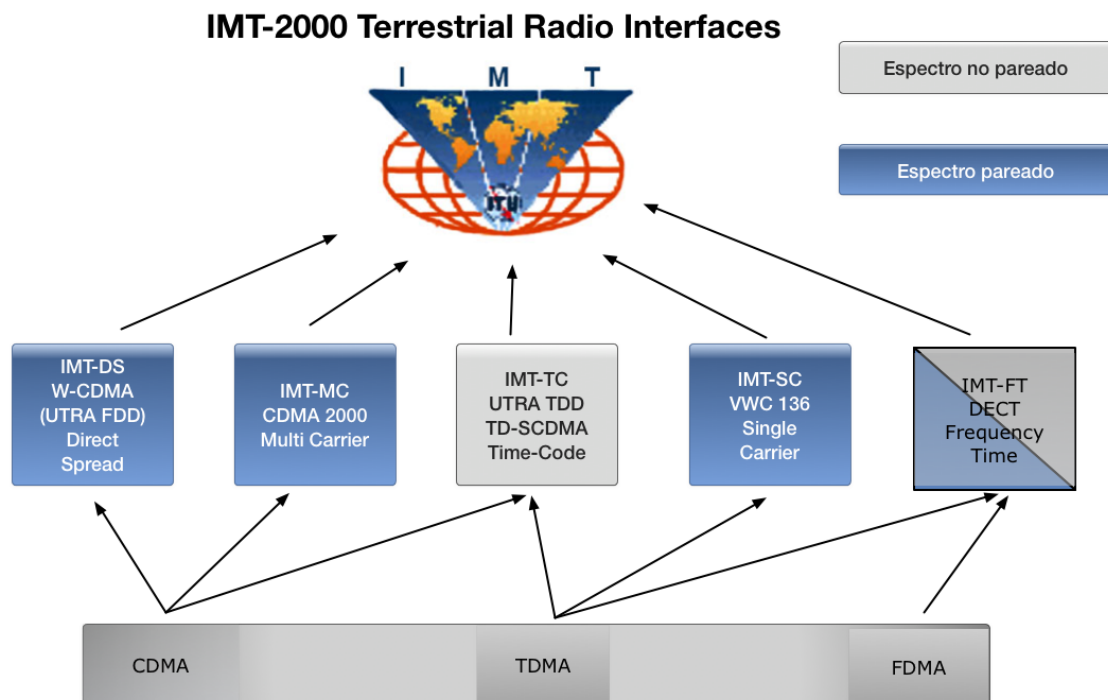 IMT-2000 Terrestrial Radio Interfaces
I M T
Espectro no pareado
Espectro pareado
ITU
IMT-DS
W-CDMA
(UTRA FDD)
Direct
Spread
IMT-MC
CDMA 2000
Multi Carrier
IMT-TC
UTRA TDD
TD-SCDMA
Time-Code
IMT-SC
VWC 136
Single
Carrier
IMT-FT
DECT
Frequency
Time
CDMA
TDMA
FDMA